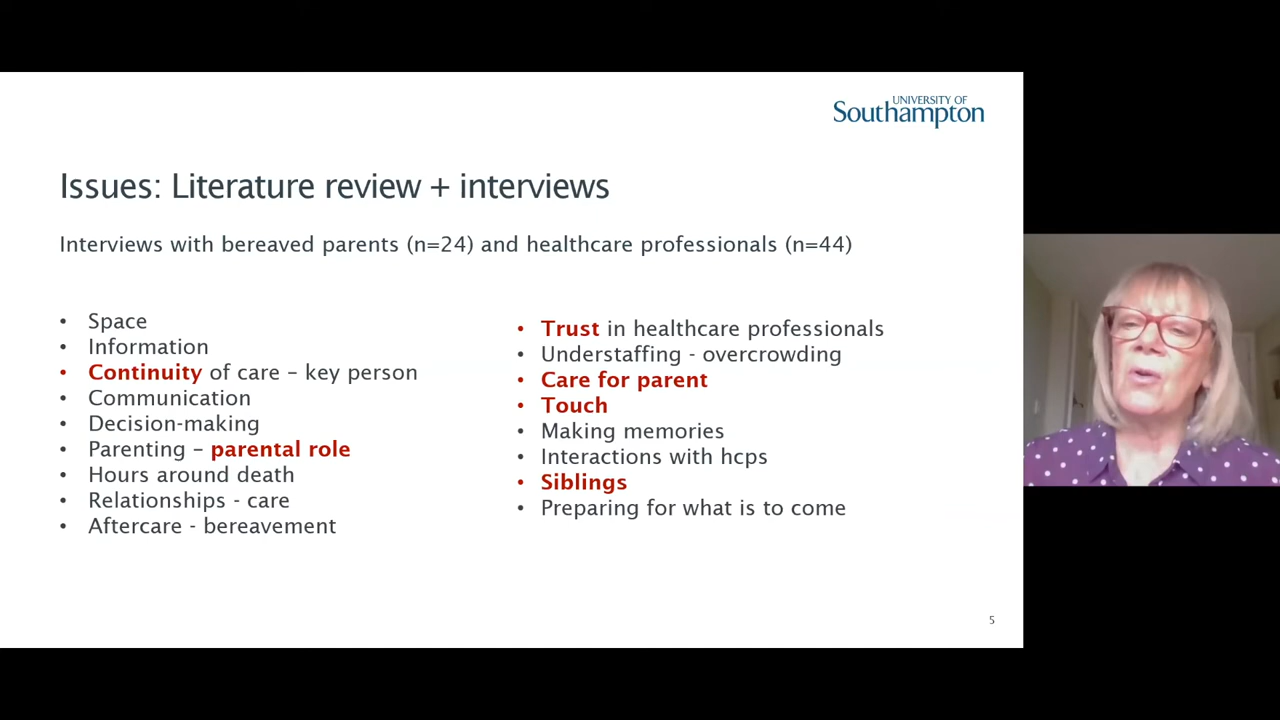 UNIVERSITY OF
Southampton
Issues: Literature review + interviews
Interviews with bereaved parents (n=24) and healthcare professionals (n=44)
• Space
• Information
• Continuity of care – key person
• Communication
• Decision-making
• Parenting – parental role
• Hours around death
• Relationships - care
• Aftercare - bereavement
• Trust in healthcare professionals
• Understaffing - overcrowding
• Care for parent
• Touch
• Making memories
• Interactions with hcps
• Siblings
• Preparing for what is to come
5